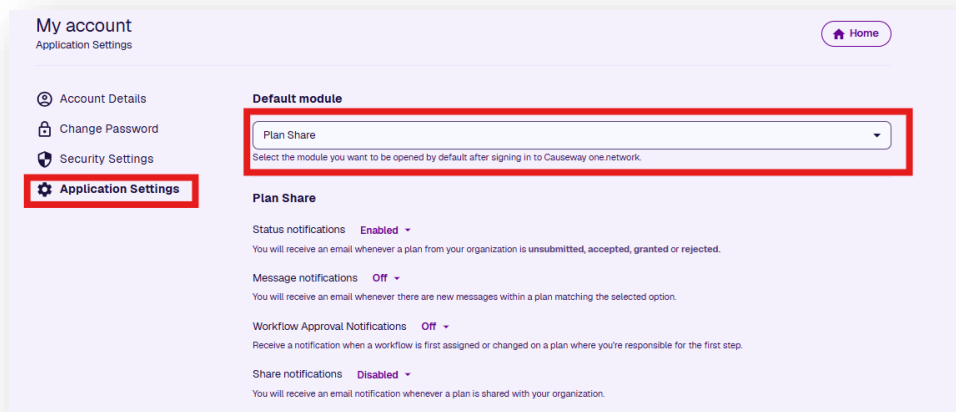 My account
Application Settings
Home
Account Details
Change Password
Security Settings
Application Settings
Default module
Plan Share
Select the module you want to be opened by default after signing in to Causeway one.network.
Plan Share
Status notifications Enabled
You will receive an email whenever a plan from your organization is unsubmitted, accepted, granted or rejected.
Message notifications Off
You will receive an email whenever there are new messages within a plan matching the selected option.
Workflow Approval Notifications Off
Receive a notification when a workflow is first assigned or changed on a plan where you're responsible for the first step.
Share notifications Disabled
You will receive an email notification whenever a plan is shared with your organization.